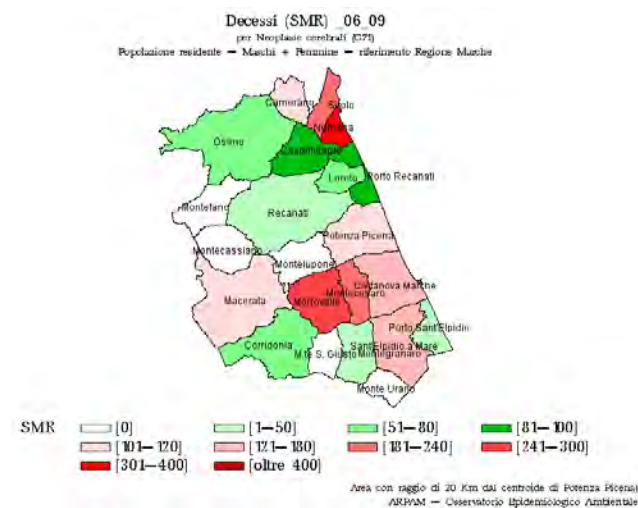 Decessi (SMR) _06_09
per Neoplasie cerebrali (C71)
Popolazione residente — Maschi + Femmine — riferimento Regione Marche
Camerano
Sirolo
Numana
Osimo
Castelfidardo
Loreto
Porto Recanati
Montefano
Recanati
Potenza Picena
Montecassiano
Montelupone
Civitanova Marche
Montecosaro
Macerata
Morrovalle
Porto Sant'Elpidio
Corridonia
M.te S. Giusto
Sant'Elpidio a Mare
Montegranaro
Monte Urano
SMR
[0] [1—50] [51—80] [81—100]
[101—120] [121—180] [181—240] [241—300]
[301—400] [oltre 400]
Area con raggio di 20 Km dal centroide di Potenza Picena)
ARPAM — Osservatorio Epidemiologico Ambientale